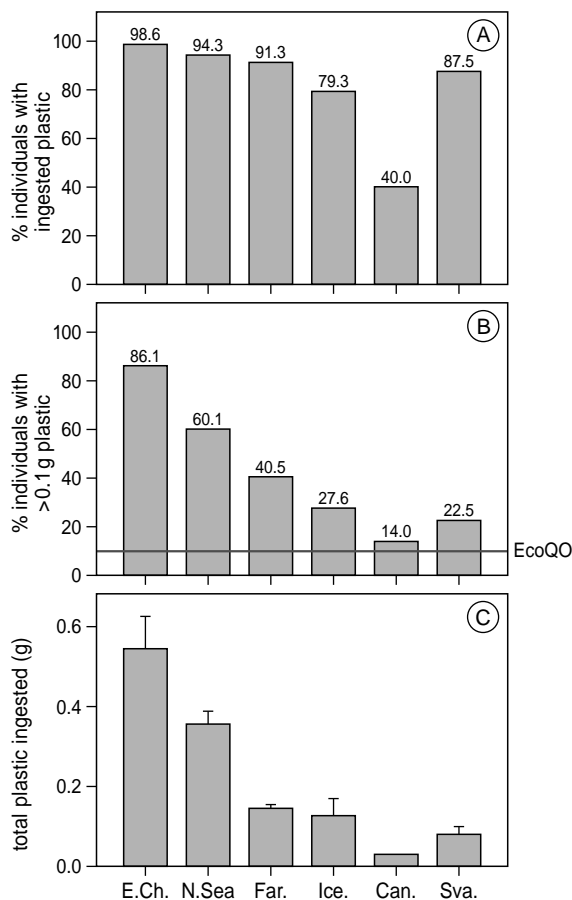 A
% individuals with
ingested plastic
100
80
60
40
20
0
98.6
94.3
91.3
79.3
40.0
87.5
B
% individuals with
>0.1g plastic
100
80
60
40
20
0
86.1
60.1
40.5
27.6
14.0
22.5
EcoQO
C
total plastic ingested (g)
0.6
0.4
0.2
0.0
E.Ch. N.Sea Far. Ice. Can. Sva.